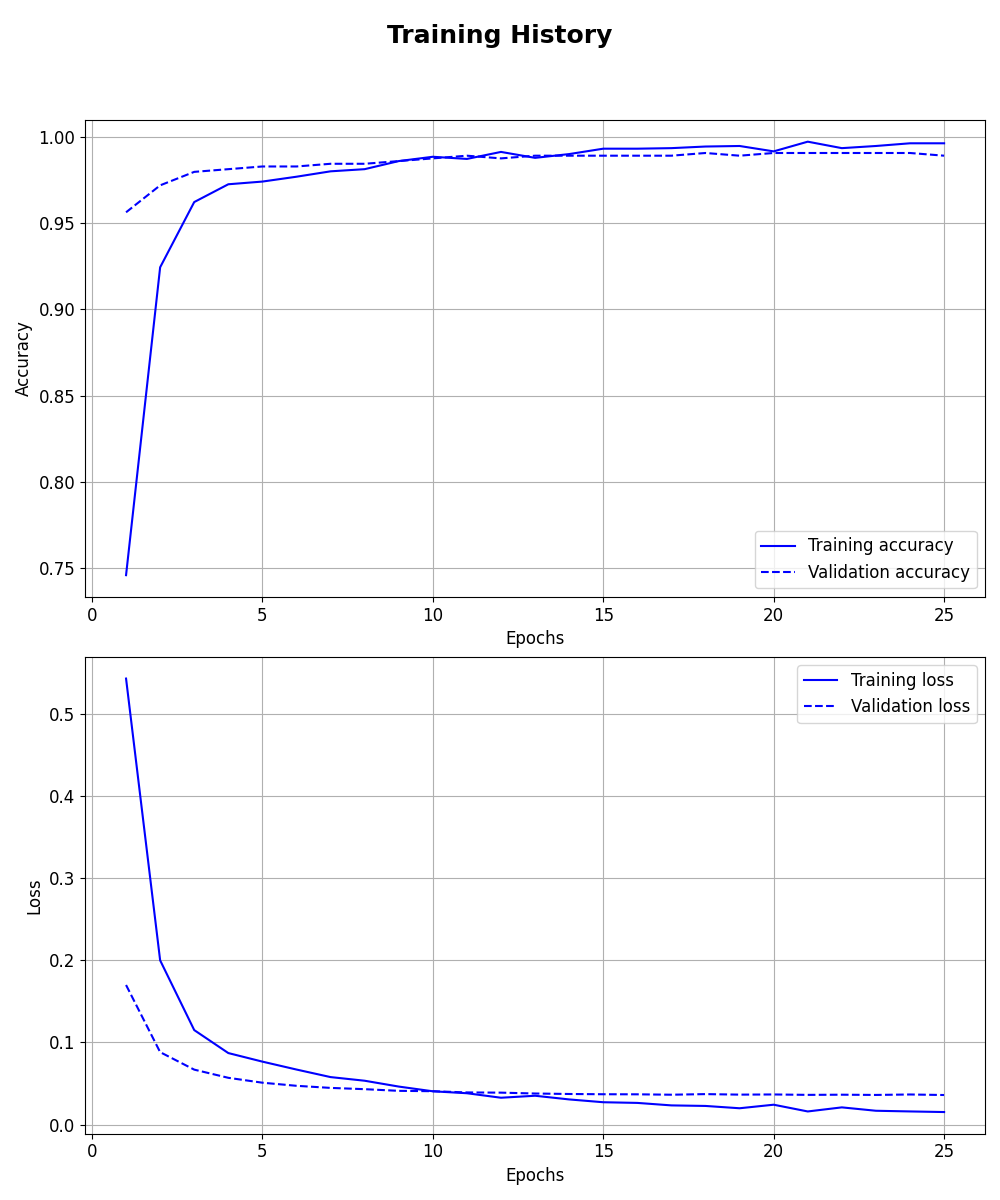 Training History
1.00
0.95
0.90
0.85
0.80
0.75
Accuracy
Training accuracy
Validation accuracy
0 5 10 15 20 25
Epochs
Training loss
Validation loss
0.5
0.4
0.3
0.2
0.1
0.0
Loss
0 5 10 15 20 25
Epochs